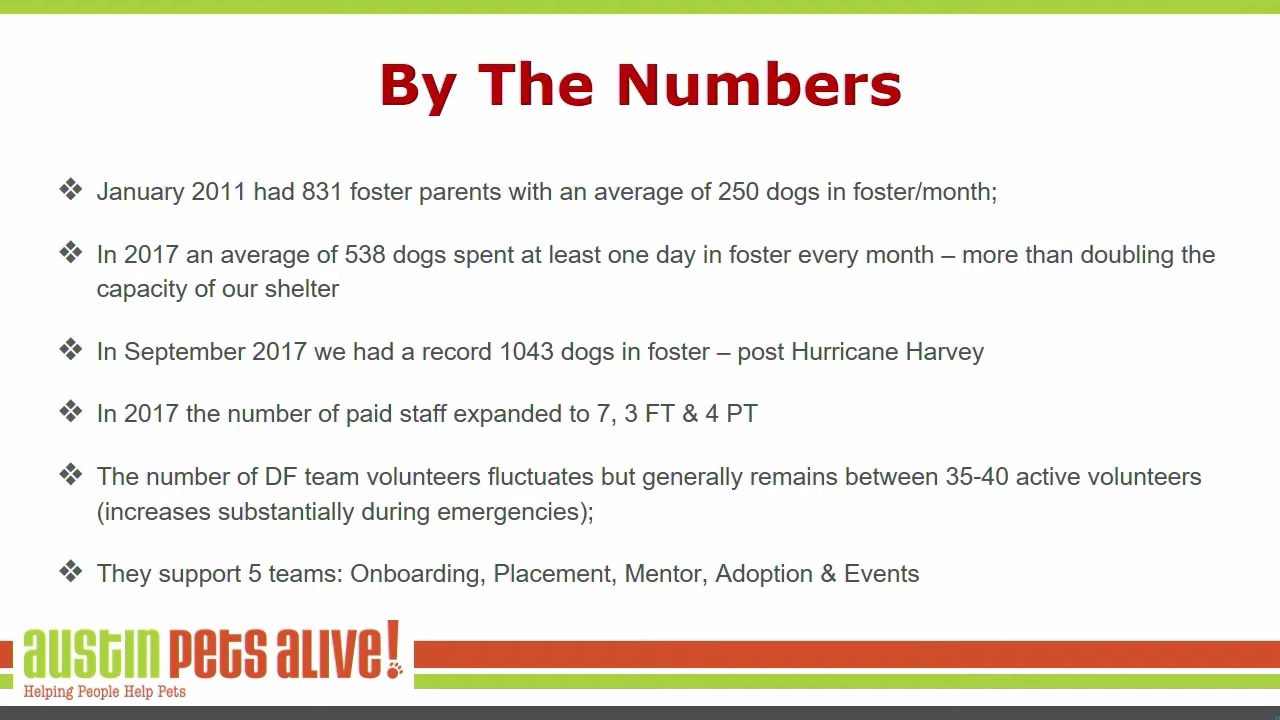 By The Numbers
❖ January 2011 had 831 foster parents with an average of 250 dogs in foster/month;
❖ In 2017 an average of 538 dogs spent at least one day in foster every month – more than doubling the
capacity of our shelter
❖ In September 2017 we had a record 1043 dogs in foster – post Hurricane Harvey
❖ In 2017 the number of paid staff expanded to 7, 3 FT & 4 PT
❖ The number of DF team volunteers fluctuates but generally remains between 35-40 active volunteers
(increases substantially during emergencies);
❖ They support 5 teams: Onboarding, Placement, Mentor, Adoption & Events
austin pets alive!
Helping People Help Pets